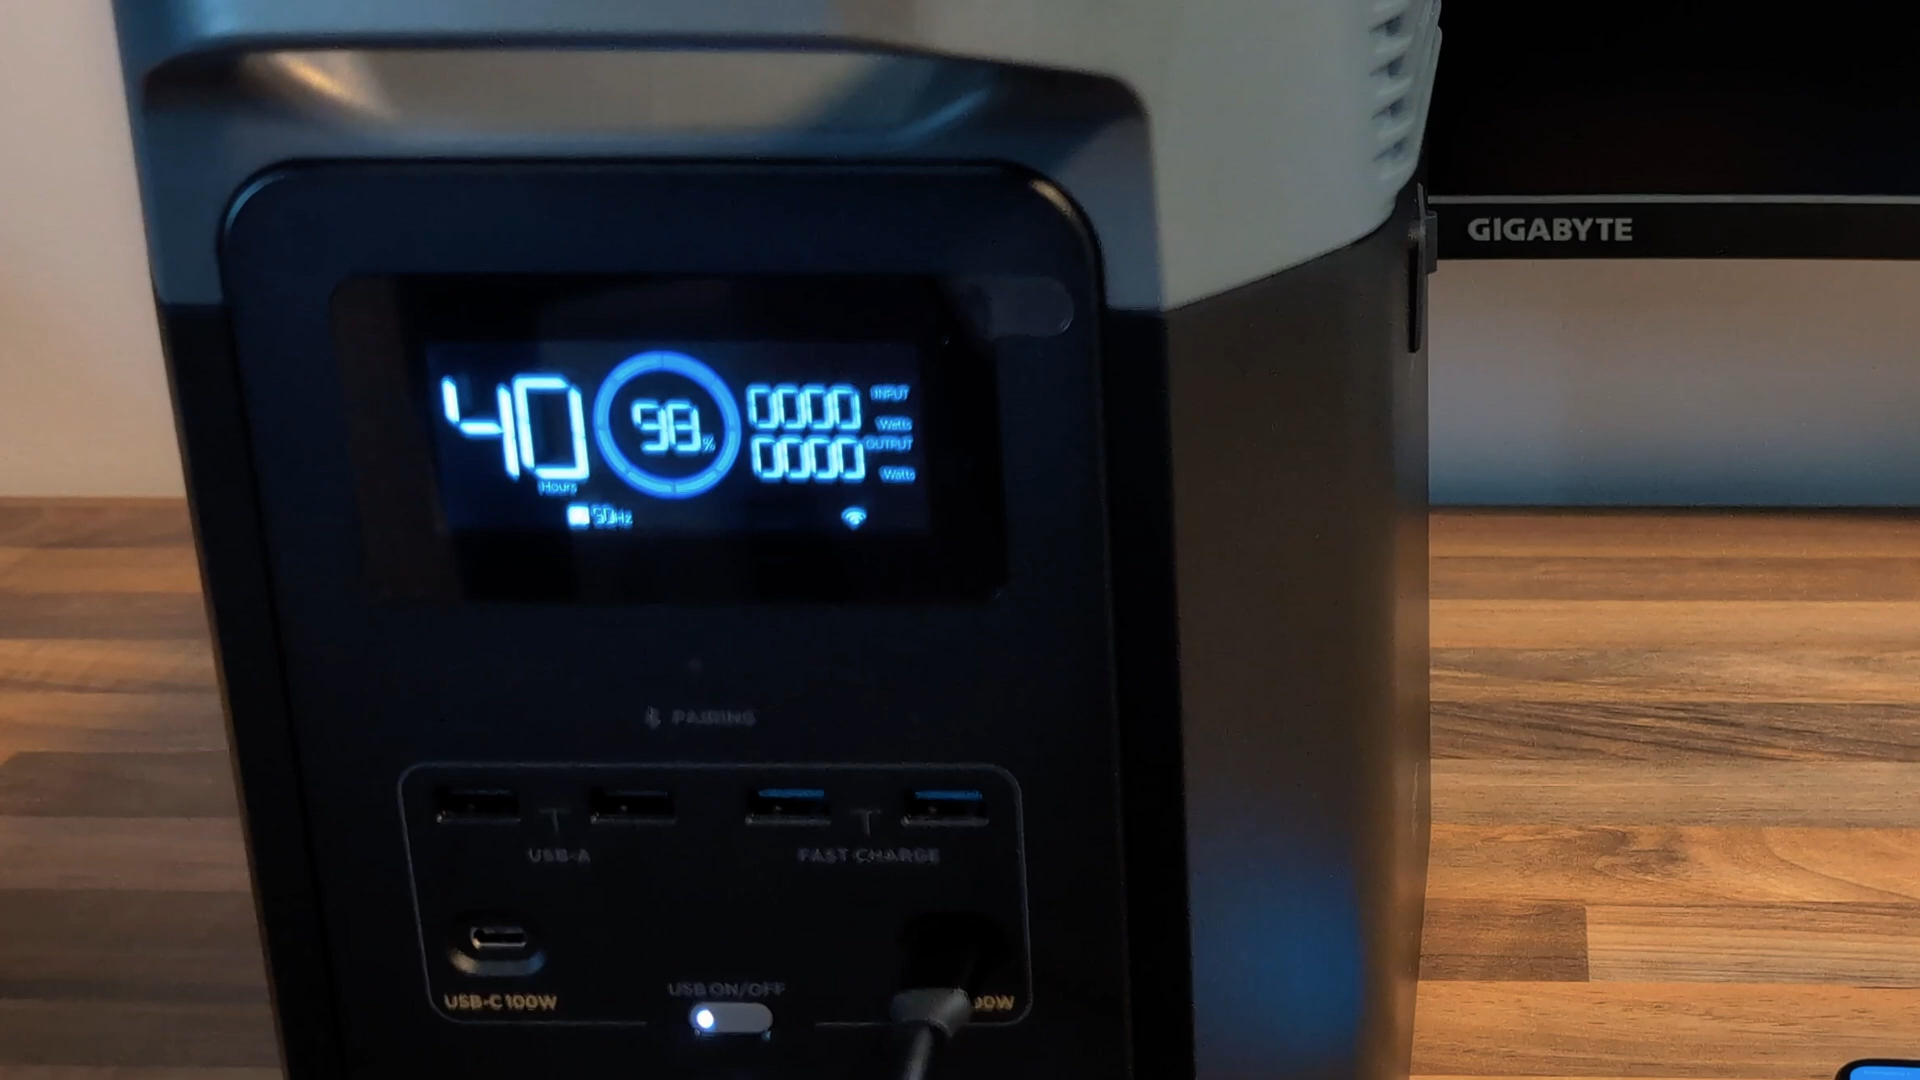 GIGABYTE
40
Hours
98%
0000
INPUT
Watts
0000
OUTPUT
Watts
50Hz
PAIRING
USB-A
FAST CHARGE
USB-C 100W
USB ON/OFF
00W